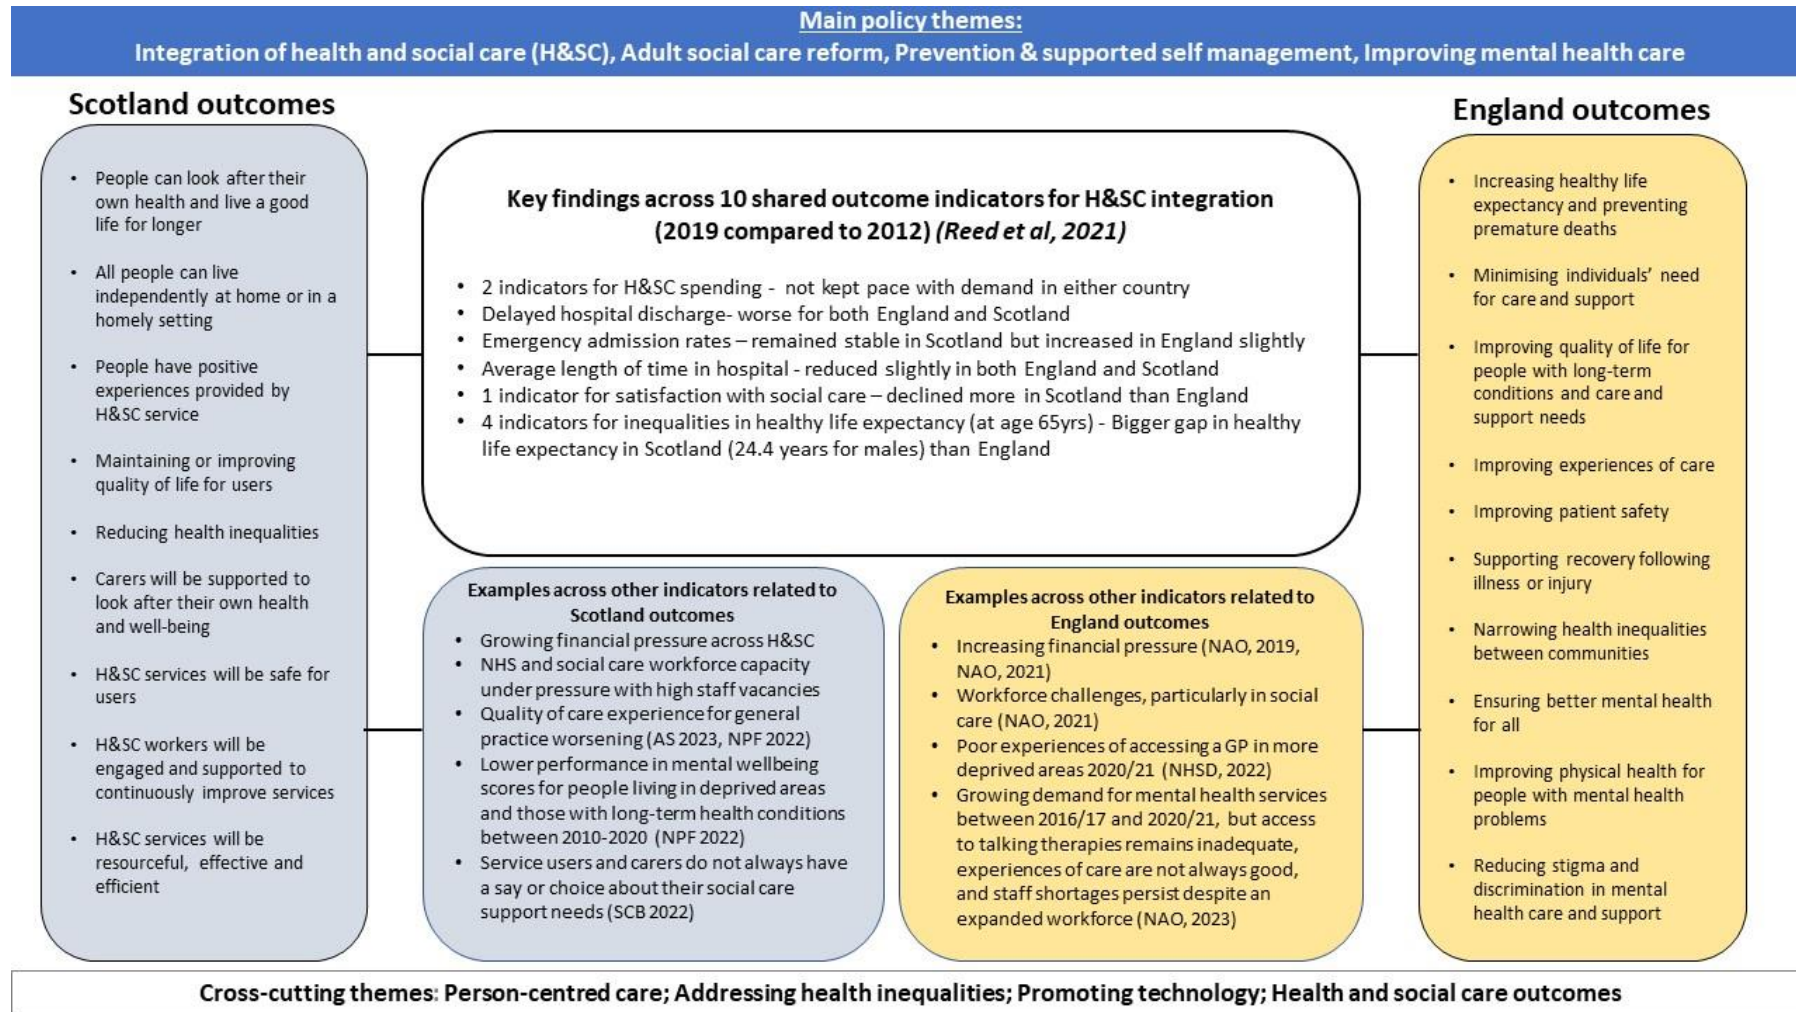 Main policy themes:
Integration of health and social care (H&SC), Adult social care reform, Prevention & supported self management, Improving mental health care
Scotland outcomes
• People can look after their
own health and live a good
life for longer
• All people can live
independently at home or in a
homely setting
• People have positive
experiences provided by
H&SC service
• Maintaining or improving
quality of life for users
• Reducing health inequalities
• Carers will be supported to
look after their own health
and well-being
• H&SC services will be safe for
users
• H&SC workers will be
engaged and supported to
continuously improve services
• H&SC services will be
resourceful, effective and
efficient
Key findings across 10 shared outcome indicators for H&SC integration
(2019 compared to 2012) (Reed et al, 2021)
• 2 indicators for H&SC spending - not kept pace with demand in either country
• Delayed hospital discharge- worse for both England and Scotland
• Emergency admission rates – remained stable in Scotland but increased in England slightly
• Average length of time in hospital - reduced slightly in both England and Scotland
• 1 indicator for satisfaction with social care – declined more in Scotland than England
• 4 indicators for inequalities in healthy life expectancy (at age 65yrs) - Bigger gap in healthy
life expectancy in Scotland (24.4 years for males) than England
Examples across other indicators related to
Scotland outcomes
• Growing financial pressure across H&SC
• NHS and social care workforce capacity
under pressure with high staff vacancies
• Quality of care experience for general
practice worsening (AS 2023, NPF 2022)
• Lower performance in mental wellbeing
scores for people living in deprived areas
and those with long-term health conditions
between 2010-2020 (NPF 2022)
• Service users and carers do not always have
a say or choice about their social care
support needs (SCB 2022)
Examples across other indicators related to
England outcomes
• Increasing financial pressure (NAO, 2019,
NAO, 2021)
• Workforce challenges, particularly in social
care (NAO, 2021)
• Poor experiences of accessing a GP in more
deprived areas 2020/21 (NHSD, 2022)
• Growing demand for mental health services
between 2016/17 and 2020/21, but access
to talking therapies remains inadequate,
experiences of care are not always good,
and staff shortages persist despite an
expanded workforce (NAO, 2023)
England outcomes
• Increasing healthy life
expectancy and preventing
premature deaths
• Minimising individuals’ need
for care and support
• Improving quality of life for
people with long-term
conditions and care and
support needs
• Improving experiences of care
• Improving patient safety
• Supporting recovery following
illness or injury
• Narrowing health inequalities
between communities
• Ensuring better mental health
for all
• Improving physical health for
people with mental health
problems
• Reducing stigma and
discrimination in mental
health care and support
Cross-cutting themes: Person-centred care; Addressing health inequalities; Promoting technology; Health and social care outcomes